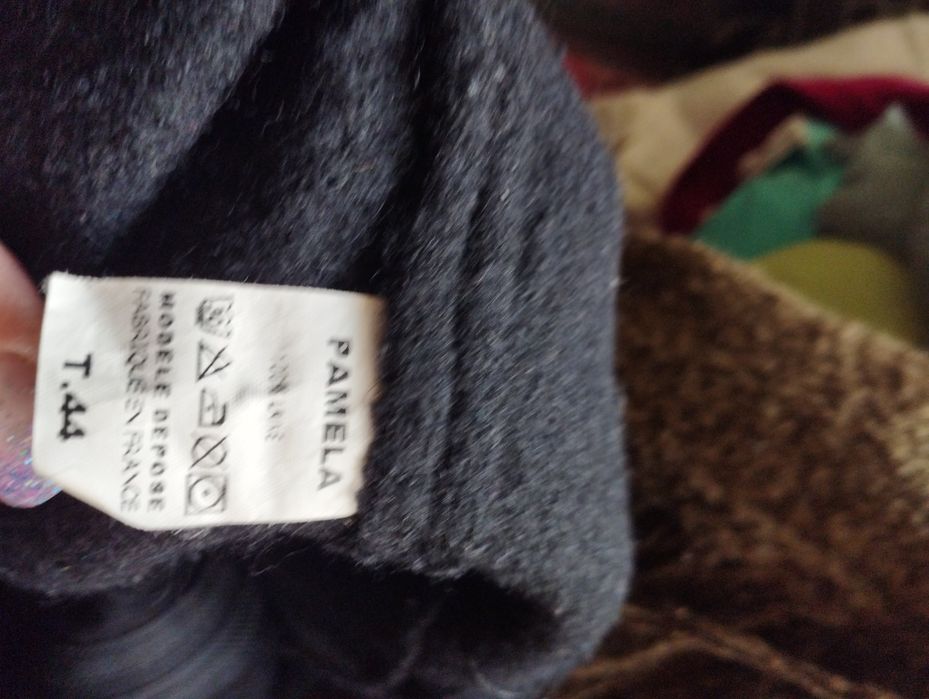 PAMELA
MODELE DEPOSE
FABRIQUE EN FRANCE
T.44